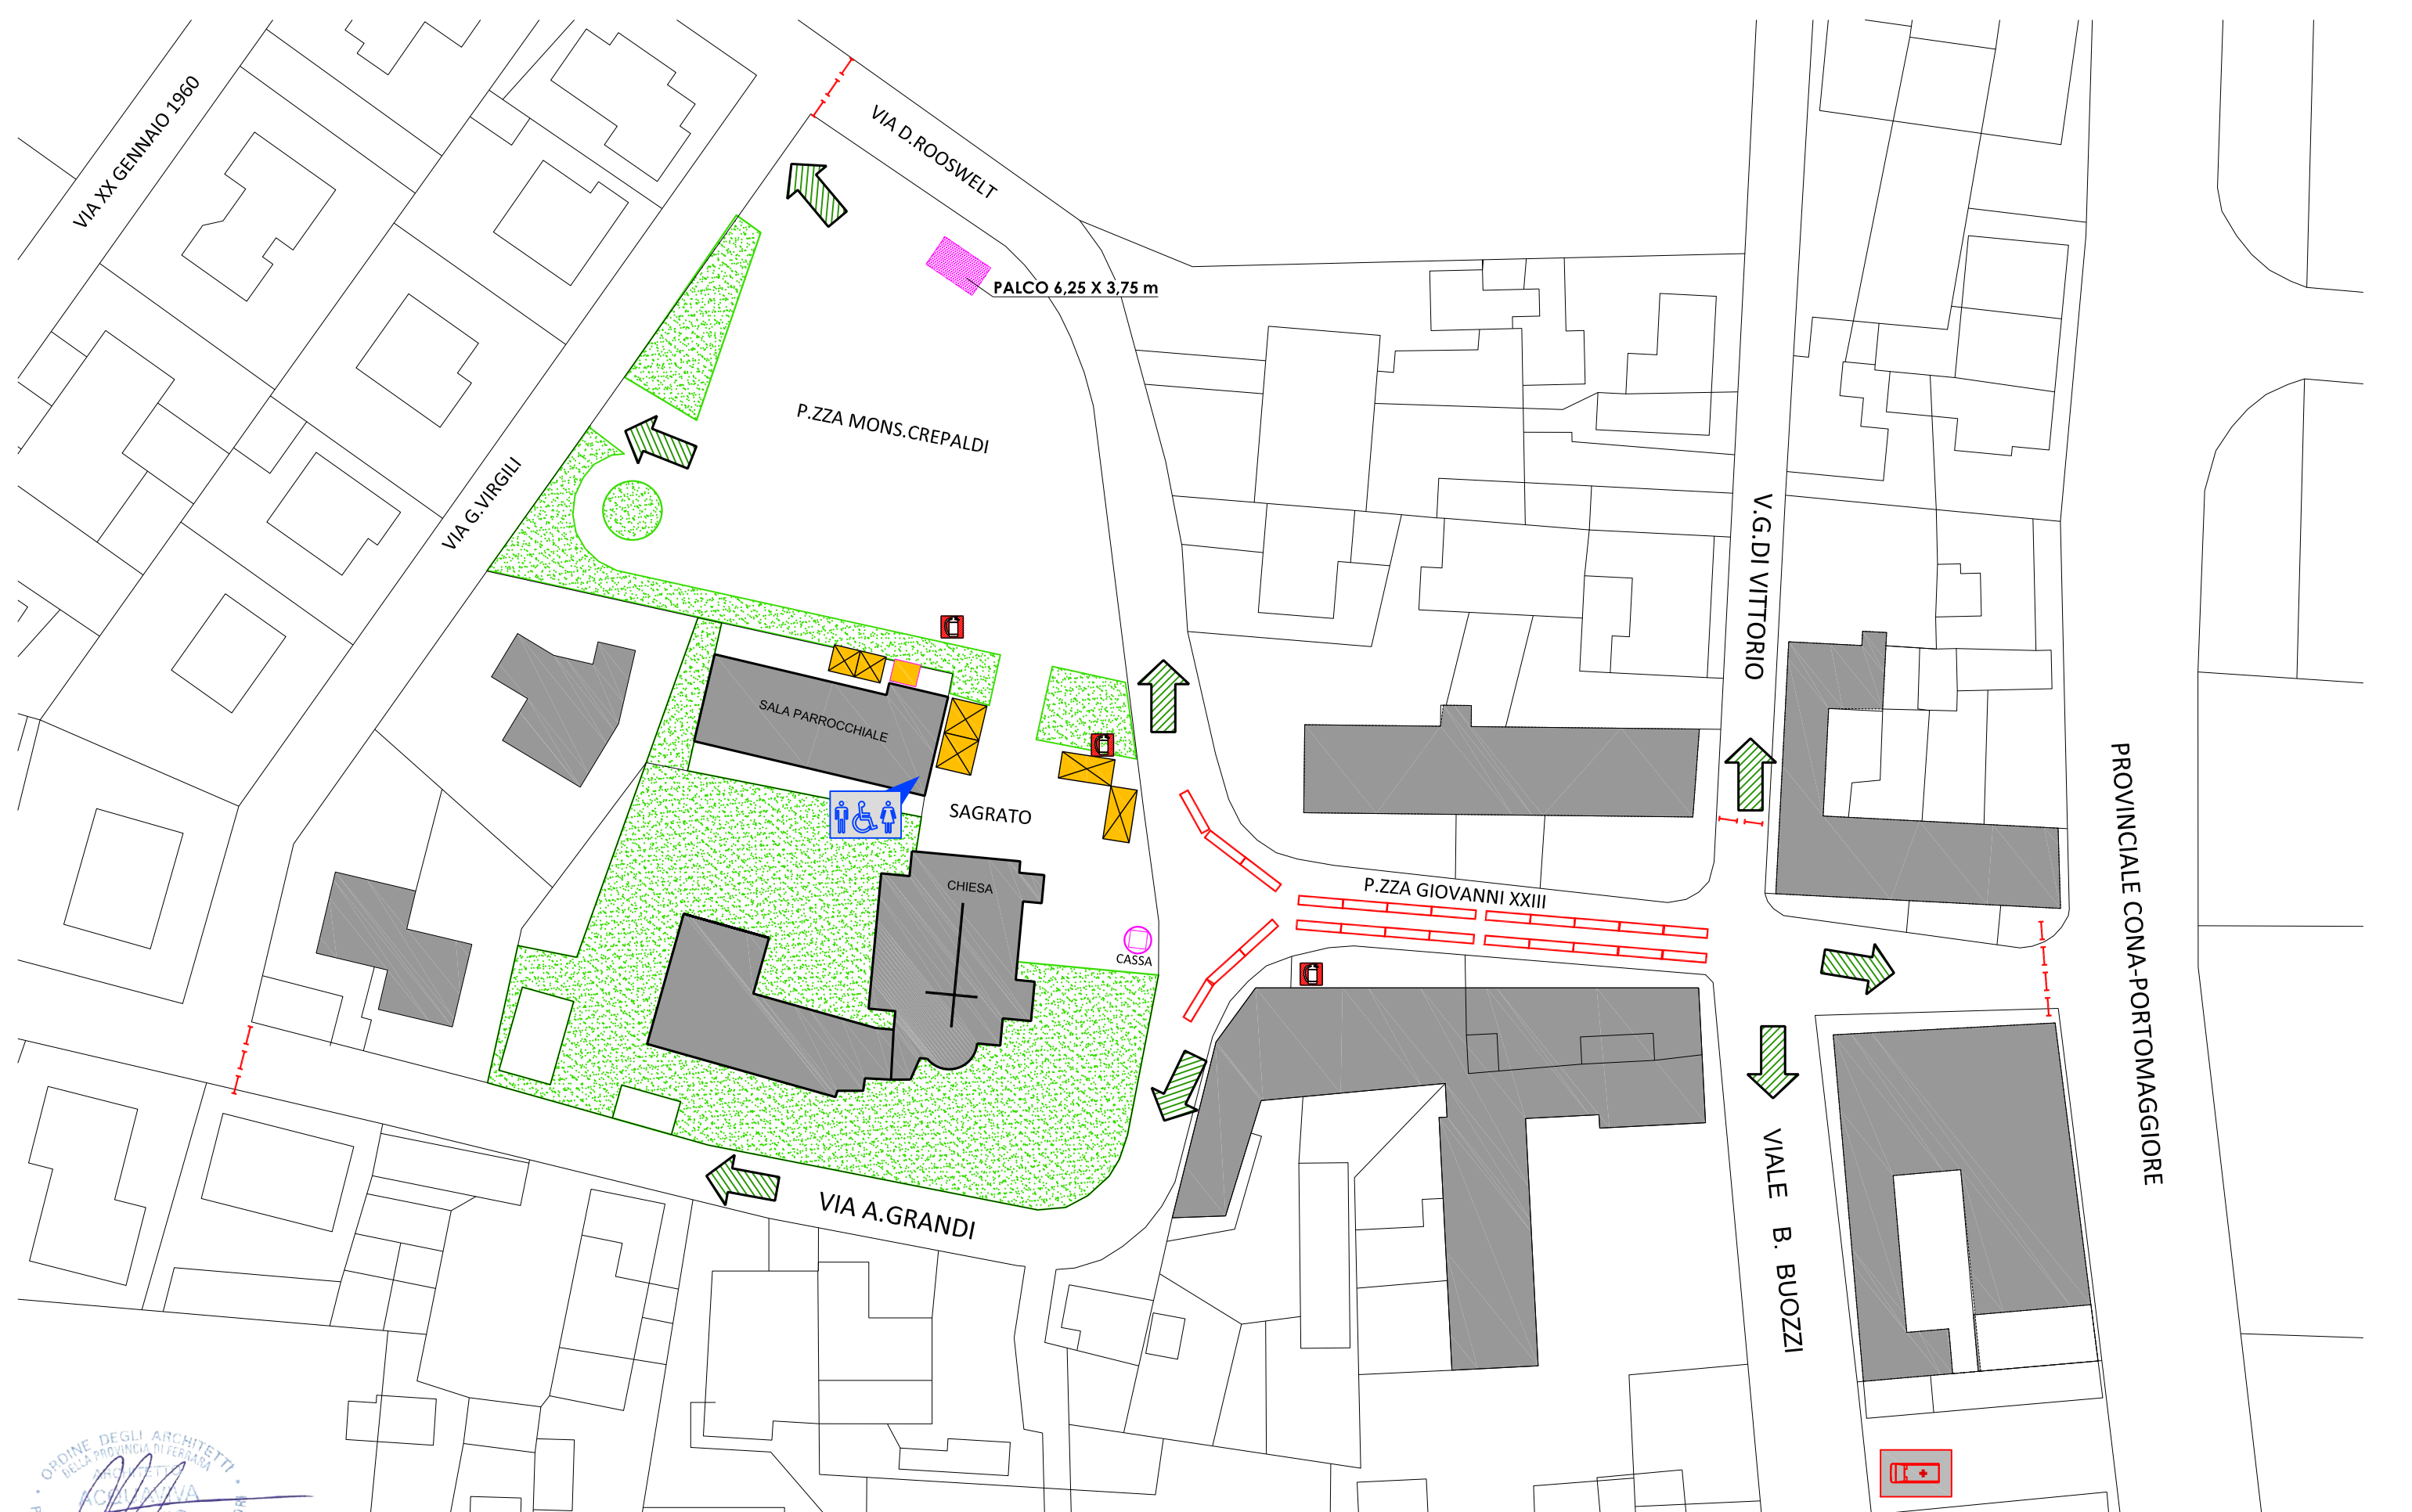 VIA XX GENNAIO 1960
VIA D.ROOSWELT
PALCO 6,25 X 3,75 m
P.ZZA MONS.CREPALDI
VIA G.VIRGILI
V.G.DI VITTORIO
SALA PARROCCHIALE
SAGRATO
CHIESA
P.ZZA GIOVANNI XXIII
CASSA
PROVINCIALE CONA-PORTOMAGGIORE
VIA A.GRANDI
VIALE B. BUOZZI
ORDINE DEGLI ARCHITETTI
DELLA PROVINCIA DI FERRARA
ARCHITETTO
ACQUAVIVA